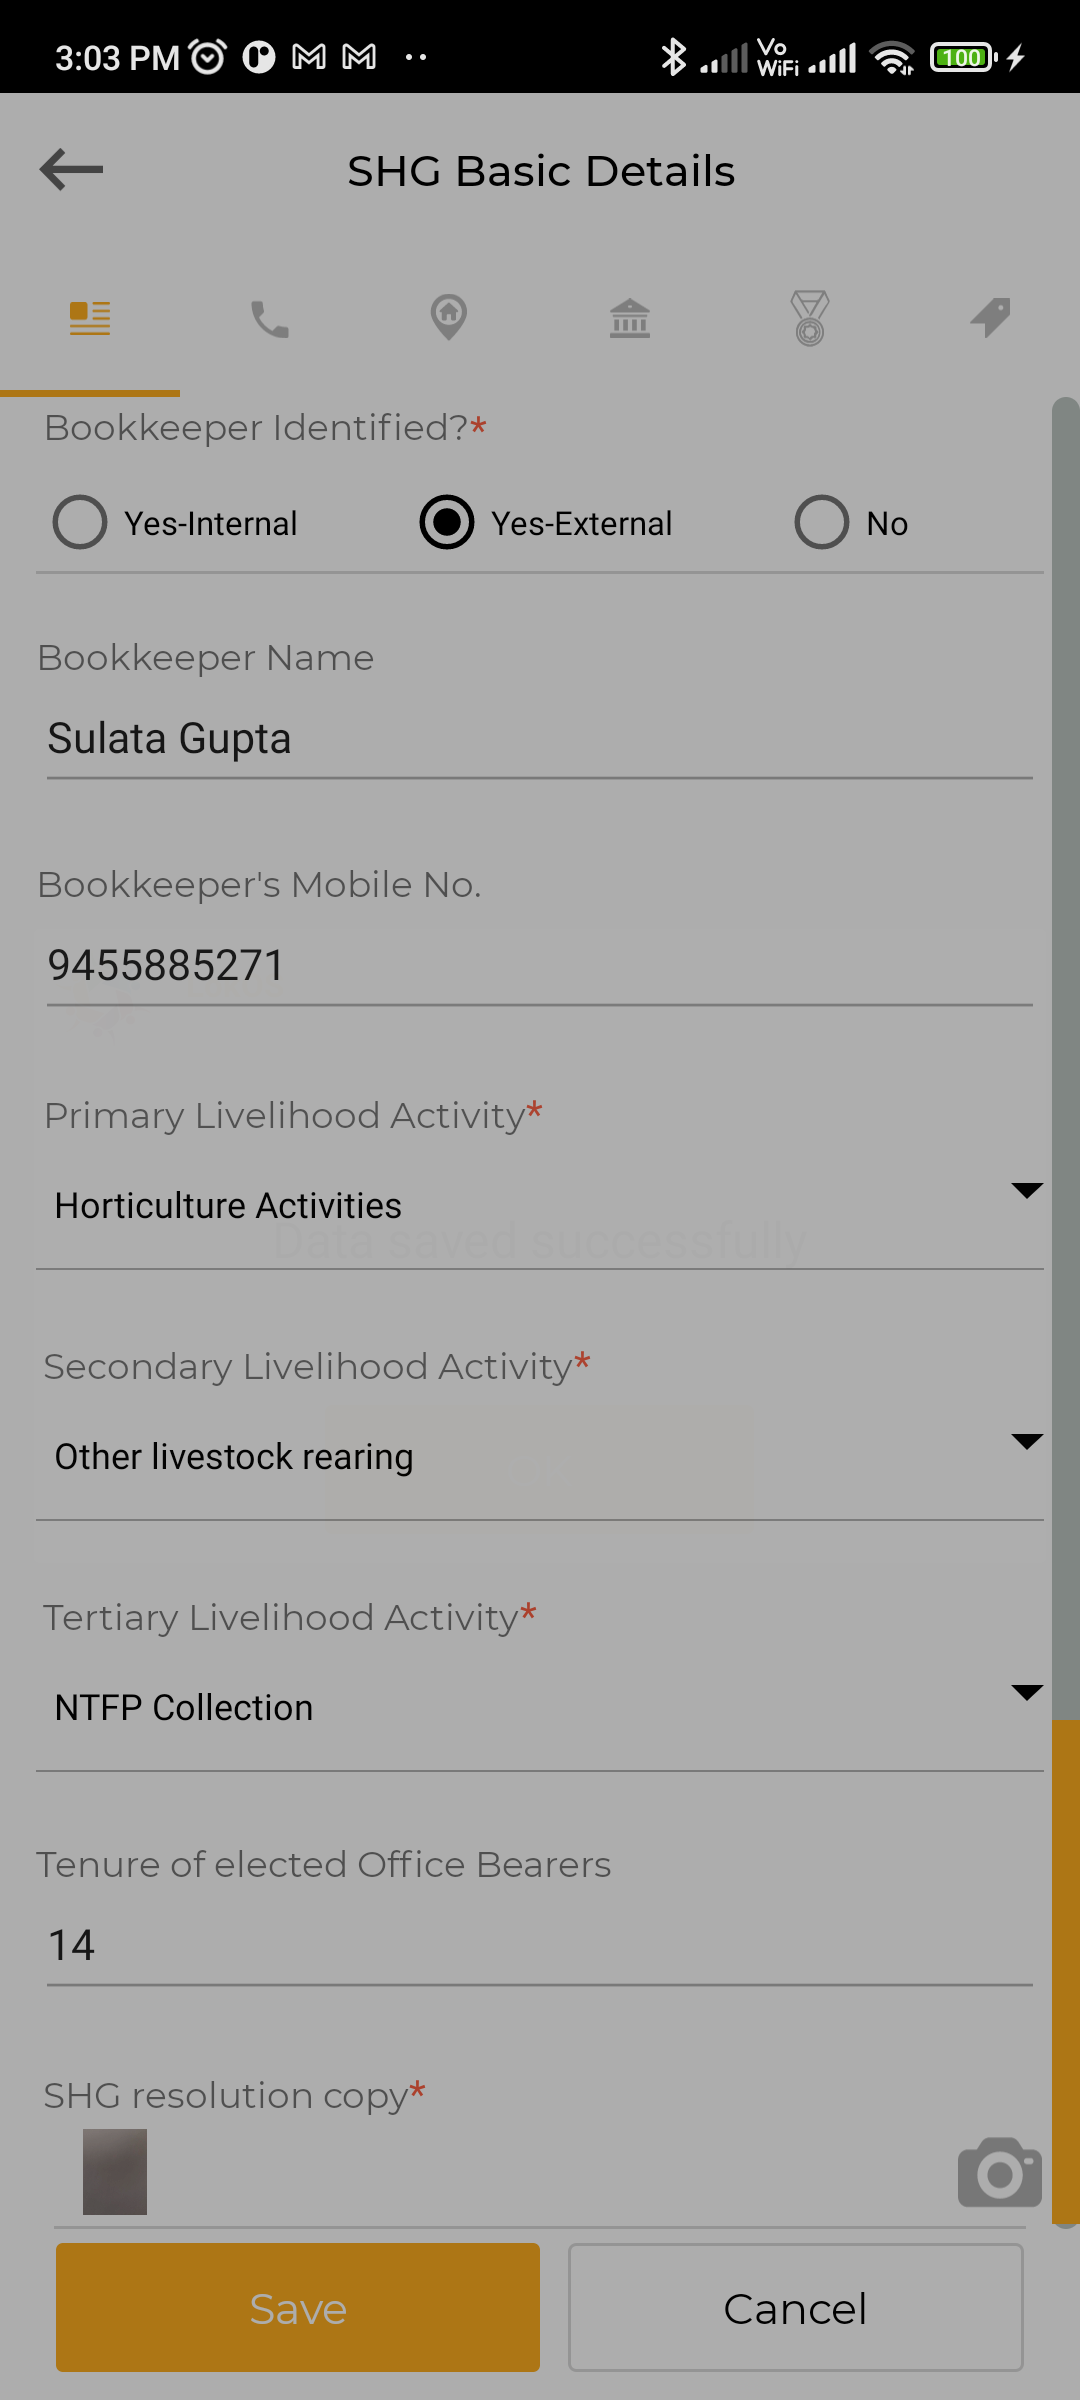 3:03 PM
Vo
WiFi
100
SHG Basic Details
Bookkeeper Identified?*
Yes-Internal
Yes-External
No
Bookkeeper Name
Sulata Gupta
Bookkeeper's Mobile No.
9455885271
Primary Livelihood Activity*
Horticulture Activities
Data saved successfully
Secondary Livelihood Activity*
Other livestock rearing
Tertiary Livelihood Activity*
NTFP Collection
Tenure of elected Office Bearers
14
SHG resolution copy*
Save
Cancel